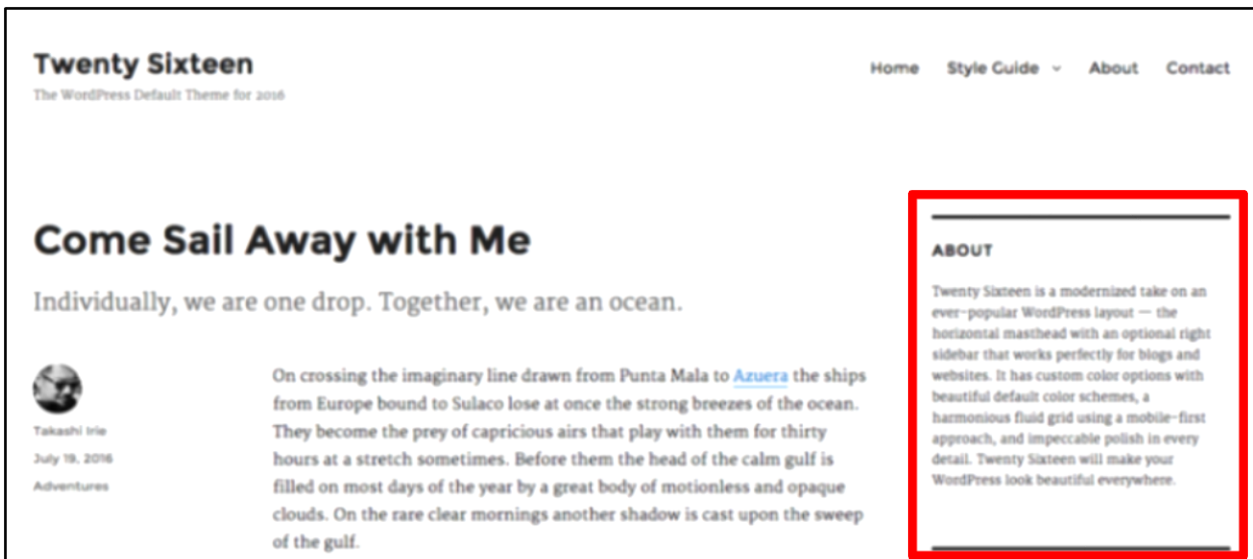 Twenty Sixteen
The WordPress Default Theme for 2016
Home Style Guide About Contact
Come Sail Away with Me
Individually, we are one drop. Together, we are an ocean.
Takashi Irie
July 19, 2016
Adventures
On crossing the imaginary line drawn from Punta Mala to Azuera the ships
from Europe bound to Sulaco lose at once the strong breezes of the ocean.
They become the prey of capricious airs that play with them for thirty
hours at a stretch sometimes. Before them the head of the calm gulf is
filled on most days of the year by a great body of motionless and opaque
clouds. On the rare clear mornings another shadow is cast upon the sweep
of the gulf.
ABOUT
Twenty Sixteen is a modernized take on an
ever-popular WordPress layout — the
horizontal masthead with an optional right
sidebar that works perfectly for blogs and
websites. It has custom color options with
beautiful default color schemes, a
harmonious fluid grid using a mobile-first
approach, and impeccable polish in every
detail. Twenty Sixteen will make your
WordPress look beautiful everywhere.